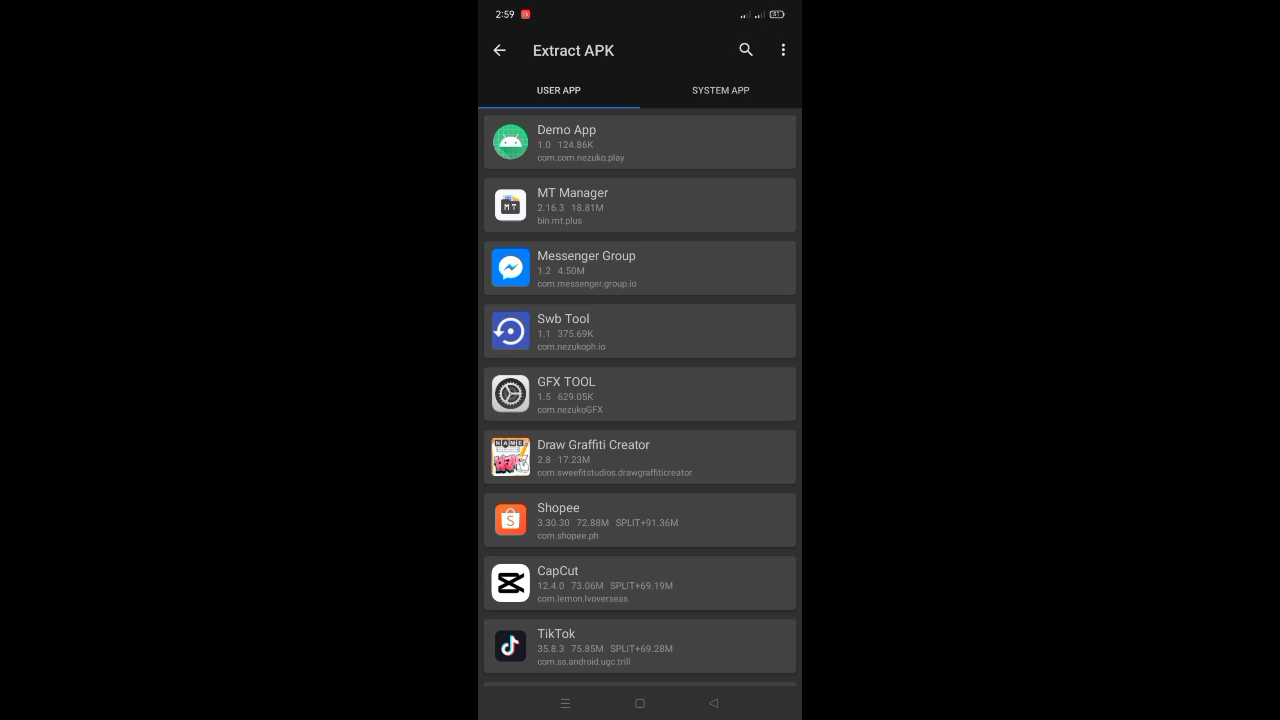 2:59
31
Extract APK
USER APP
SYSTEM APP
Demo App
1.0 124.86K
com.com.nezuko.play
MT
MT Manager
2.16.3 18.81M
bin.mt.plus
Messenger Group
1.2 4.50M
com.messenger.group.io
Swb Tool
1.1 375.69K
com.nezukoph.io
GFX TOOL
1.5 629.05K
com.nezukoGFX
NAME
Draw Graffiti Creator
2.8 17.23M
com.sweefitstudios.drawgraffiticreator
S
Shopee
3.30.30 72.88M SPLIT+91.36M
com.shopee.ph
CapCut
12.4.0 73.06M SPLIT+69.19M
com.lemon.lvoverseas
TikTok
35.8.3 75.85M SPLIT+69.28M
com.ss.android.ugc.trill